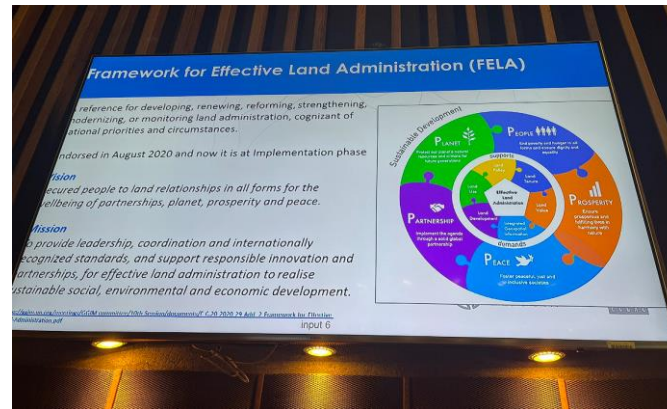 Framework for Effective Land Administration (FELA)
reference for developing, renewing, reforming, strengthening,
modernizing, or monitoring land administration, cognizant of
national priorities and circumstances.
endorsed in August 2020 and now it is at Implementation phase
Vision
secured people to land relationships in all forms for the
wellbeing of partnerships, planet, prosperity and peace.
Mission
To provide leadership, coordination and internationally
recognized standards, and support responsible innovation and
partnerships, for effective land administration to realise
sustainable social, environmental and economic development.
input 6
Sustainable Development
PLANET
Protect our planet's natural
resources and climate for
future generations
PEOPLE
End poverty and hunger in all
forms and ensure dignity and
equality
PROSPERITY
Ensure
prosperous and
fulfilling lives in
harmony with
nature
PEACE
Foster peaceful, just and
inclusive societies
PARTNERSHIP
Implement the agenda
through a solid global
partnership
supports
Land
Policy
Land
Tenure
Land
Value
Integrated
Geospatial
Information
Land
Development
Land
Use
Effective
Land
Administration
demands